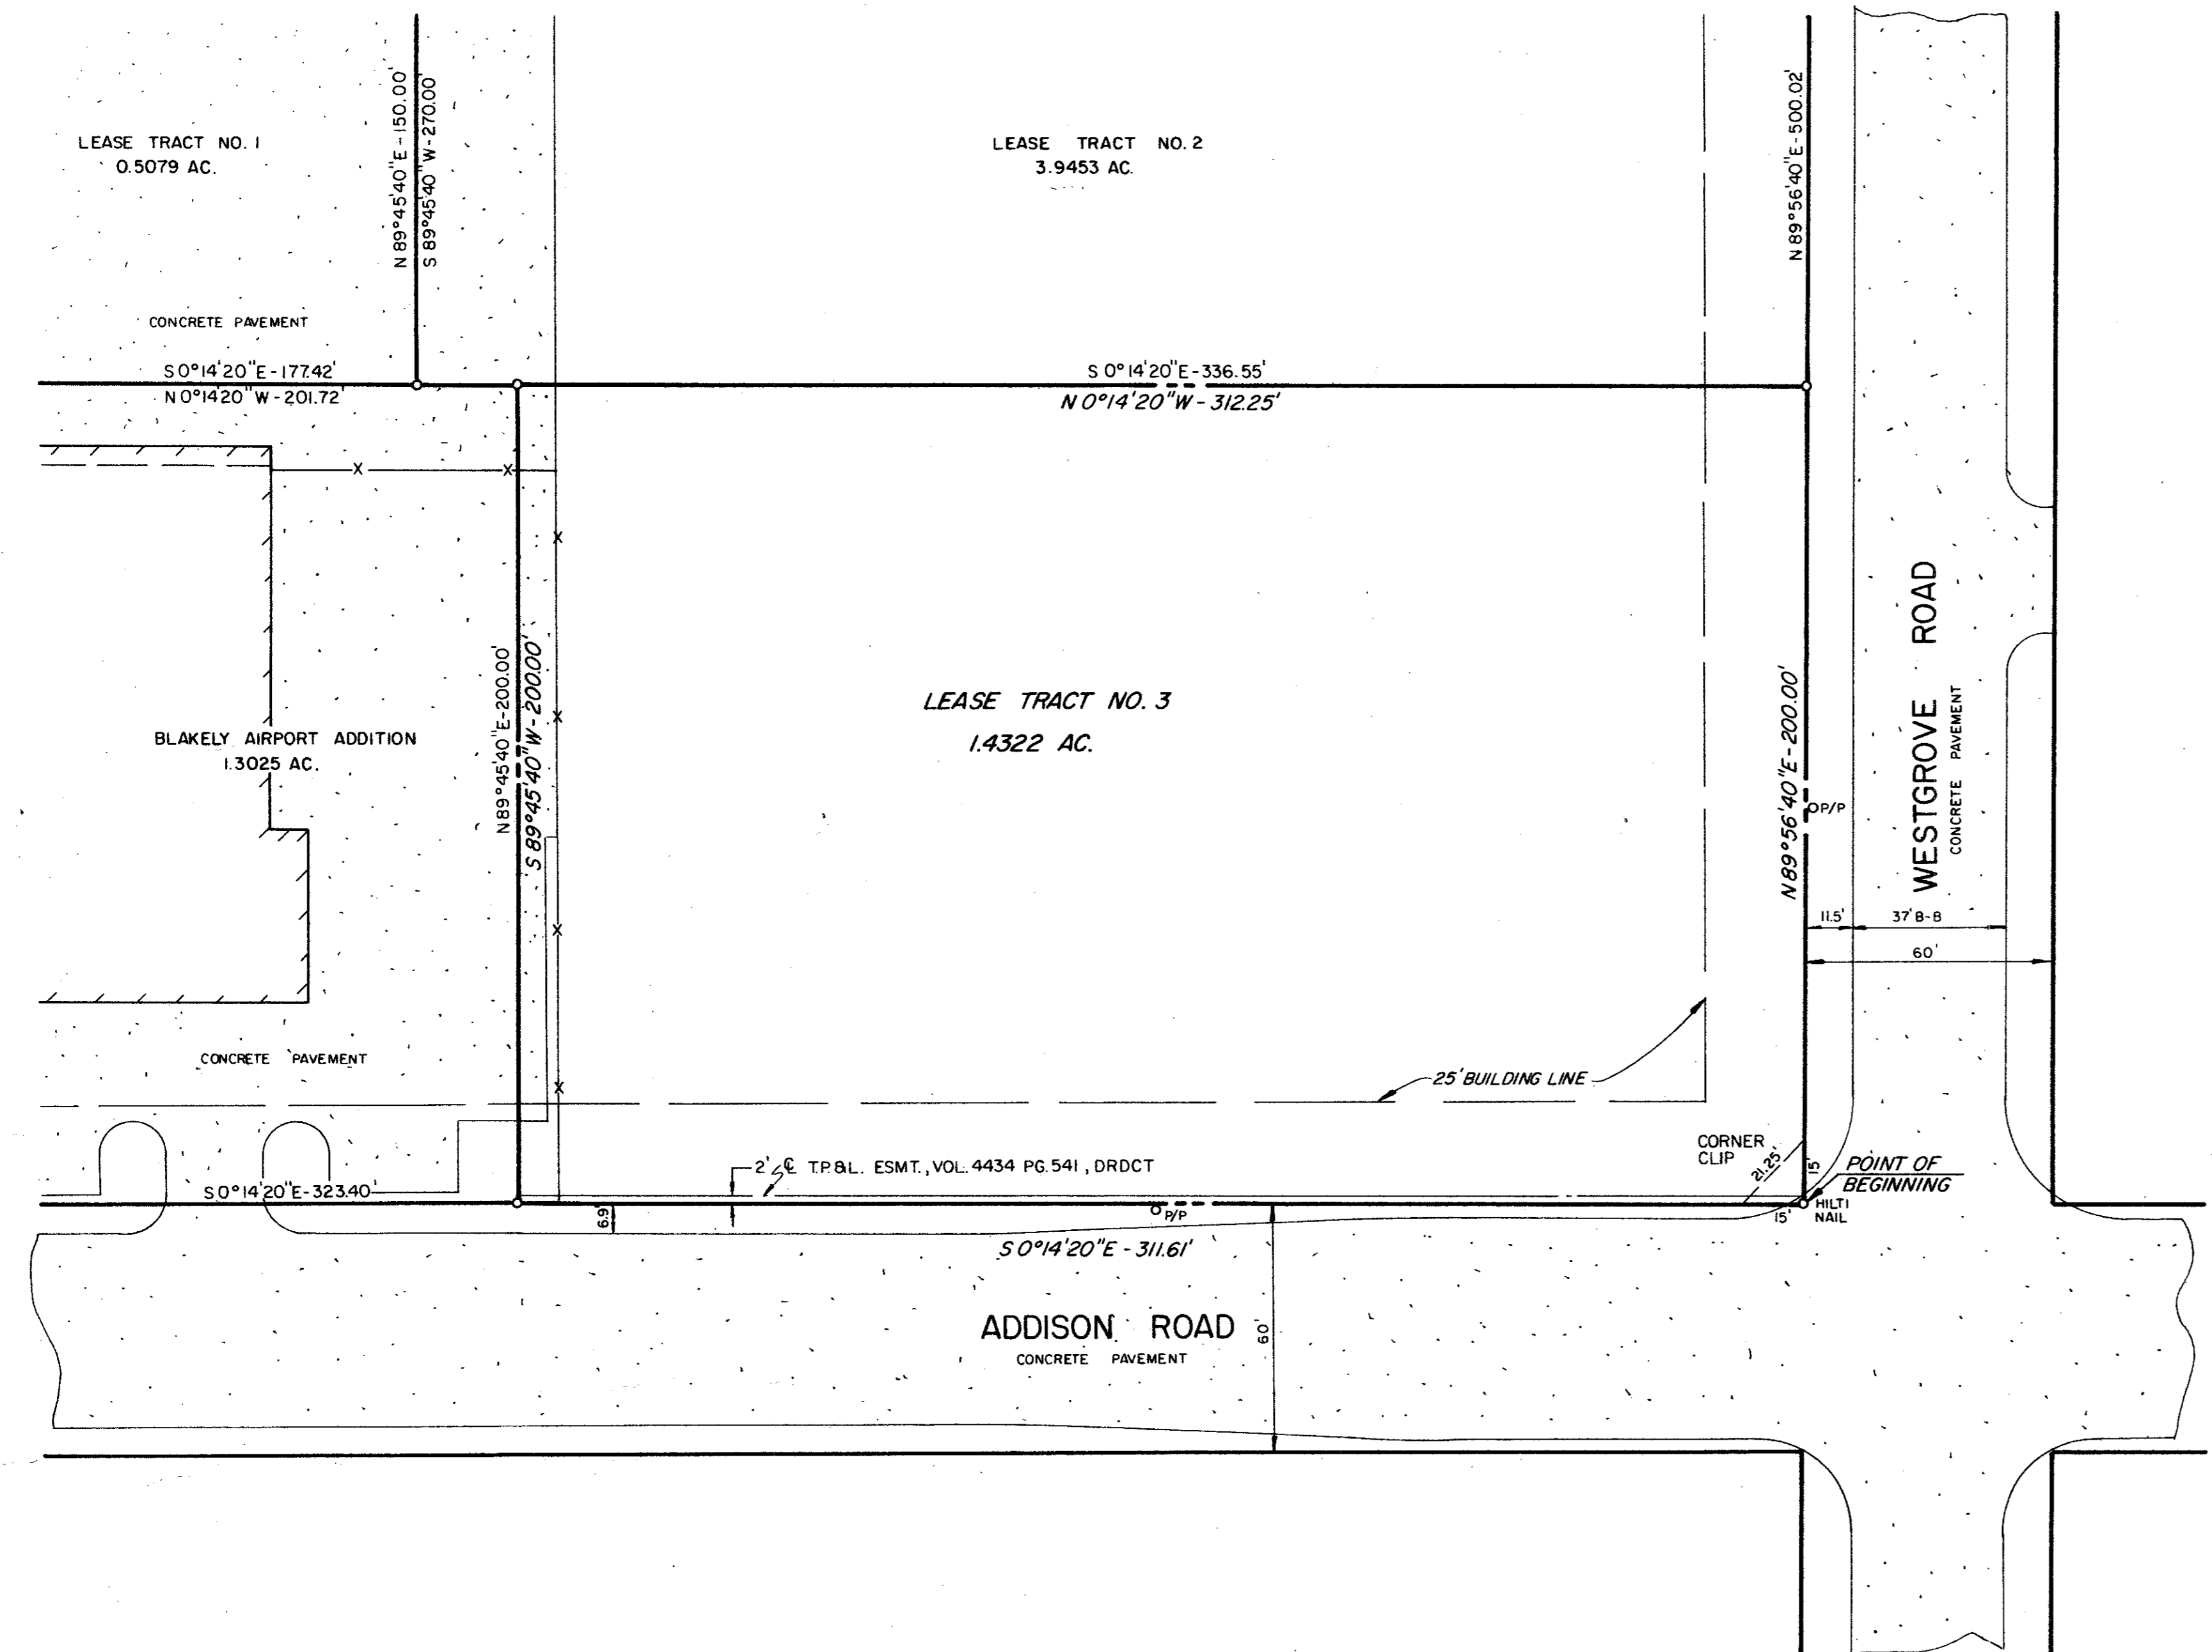 LEASE TRACT NO. 1
0.5079 AC.
N 89°45'40"E-150.00'
S 89°45'40"W-270.00'
LEASE TRACT NO. 2
3.9453 AC.
N 89°56'40"E-500.02'
CONCRETE PAVEMENT
S 0°14'20"E-177.42'
N 0°14'20"W-201.72'
S 0°14'20"E-336.55'
N 0°14'20"W-312.25'
X
X
X
X
X
X
BLAKELY AIRPORT ADDITION
1.3025 AC.
N89°45'40"E-200.00'
S 89°45'40"W-200.00'
LEASE TRACT NO. 3
1.4322 AC.
N89°56'40"E-200.00'
P/P
WESTGROVE ROAD
CONCRETE PAVEMENT
11.5'
37' B-B
60'
CONCRETE PAVEMENT
25' BUILDING LINE
CORNER
CLIP
21.25'
15'
POINT OF
BEGINNING
HILTI
NAIL
15'
2' ℄ T.P.&L. ESMT., VOL. 4434 PG. 541, DRDCT
S 0°14'20"E-323.40'
6.9'
P/P
S 0°14'20"E-311.61'
ADDISON ROAD
CONCRETE PAVEMENT
60'